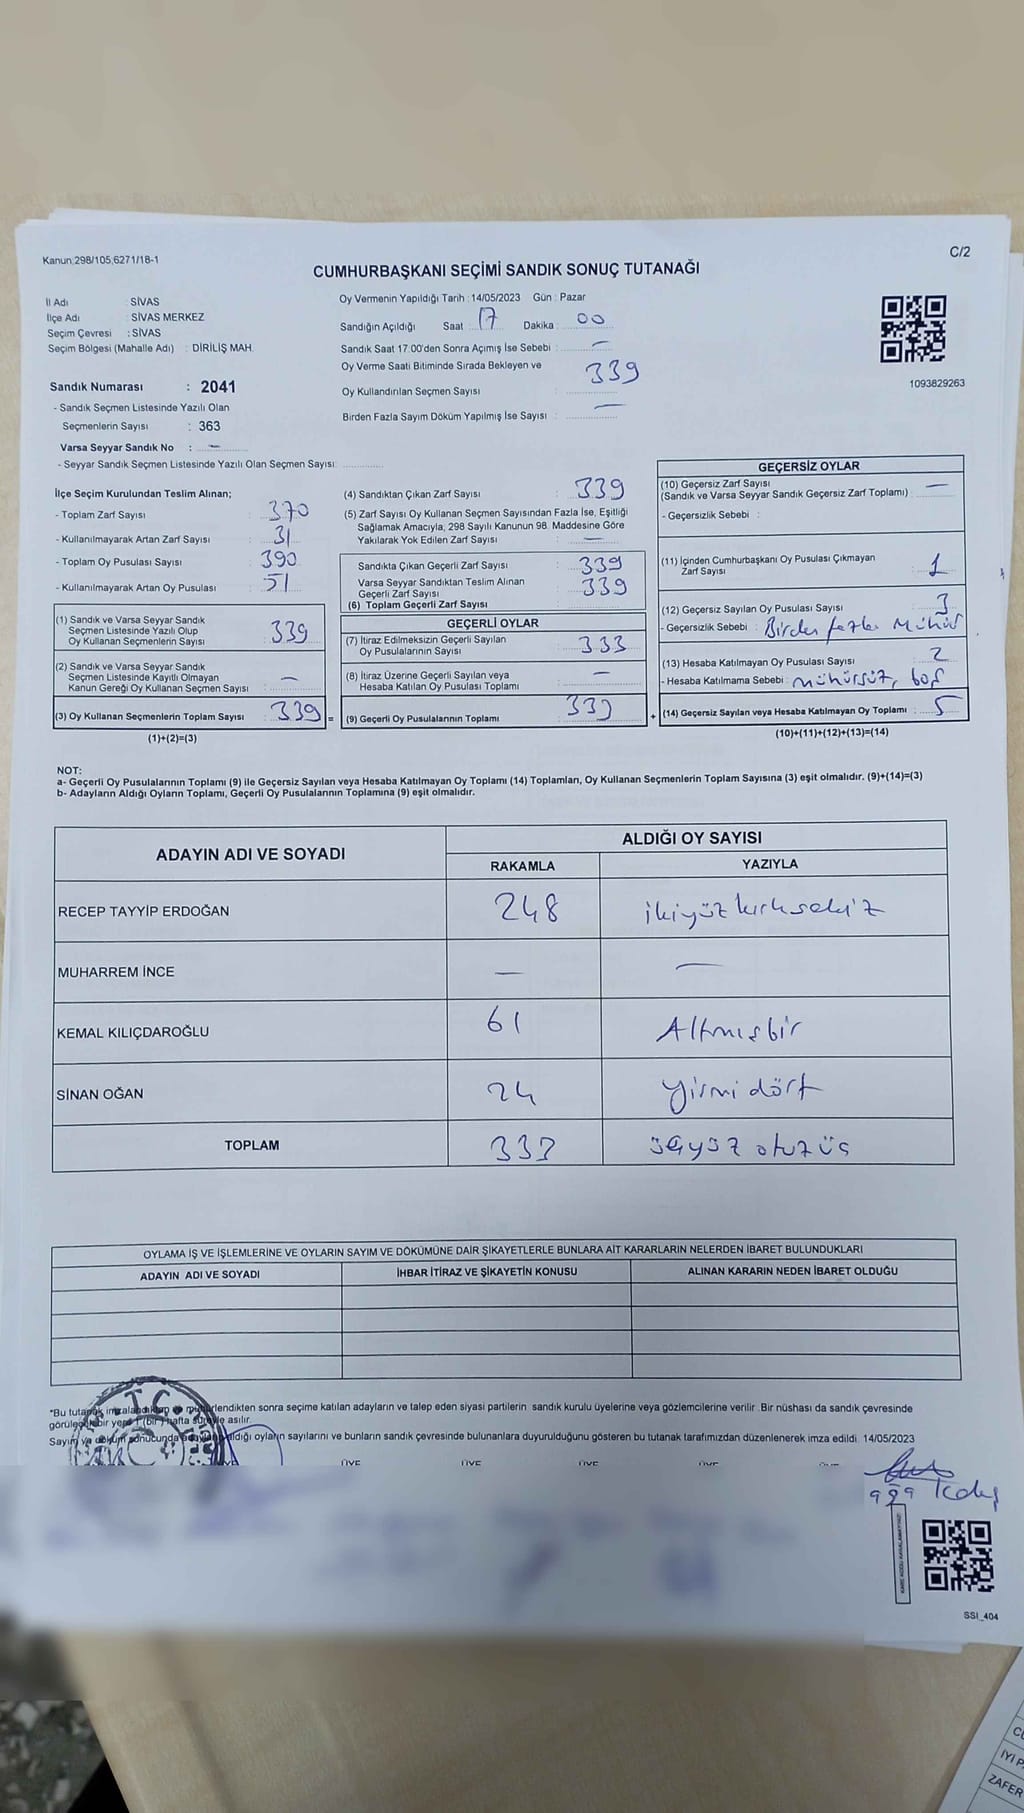 Kanun:298/105;6271/18-1
C/2
CUMHURBAŞKANI SEÇİMİ SANDIK SONUÇ TUTANAĞI
İl Adı : SİVAS
İlçe Adı : SİVAS MERKEZ
Seçim Çevresi : SİVAS
Seçim Bölgesi (Mahalle Adı) : DİRİLİŞ MAH.
Sandık Numarası : 2041
- Sandık Seçmen Listesinde Yazılı Olan
Seçmenlerin Sayısı : 363
Varsa Seyyar Sandık No : —
- Seyyar Sandık Seçmen Listesinde Yazılı Olan Seçmen Sayısı:
Oy Vermenin Yapıldığı Tarih : 14/05/2023 Gün : Pazar
Sandığın Açıldığı Saat : 17 Dakika : 00
Sandık Saat 17:00'den Sonra Açımış İse Sebebi : —
Oy Verme Saati Bitiminde Sırada Bekleyen ve
Oy Kullandırılan Seçmen Sayısı : 339
Birden Fazla Sayım Döküm Yapılmış İse Sayısı : —
1093829263
İlçe Seçim Kurulundan Teslim Alınan;
- Toplam Zarf Sayısı : 370
- Kullanılmayarak Artan Zarf Sayısı : 31
- Toplam Oy Pusulası Sayısı : 390
- Kullanılmayarak Artan Oy Pusulası : 51
(1) Sandık ve Varsa Seyyar Sandık
Seçmen Listesinde Yazılı Olup
Oy Kullanan Seçmenlerin Sayısı : 339
(2) Sandık ve Varsa Seyyar Sandık
Seçmen Listesinde Kayıtlı Olmayan
Kanun Gereği Oy Kullanan Seçmen Sayısı : —
(3) Oy Kullanan Seçmenlerin Toplam Sayısı : 339
(1)+(2)=(3)
(4) Sandıktan Çıkan Zarf Sayısı : 339
(5) Zarf Sayısı Oy Kullanan Seçmen Sayısından Fazla İse, Eşitliği
Sağlamak Amacıyla, 298 Sayılı Kanunun 98. Maddesine Göre
Yakılarak Yok Edilen Zarf Sayısı : —
Sandıkta Çıkan Geçerli Zarf Sayısı : 339
Varsa Seyyar Sandıktan Teslim Alınan
Geçerli Zarf Sayısı : 339
(6) Toplam Geçerli Zarf Sayısı
GEÇERLİ OYLAR
(7) İtiraz Edilmeksizin Geçerli Sayılan
Oy Pusulalarının Sayısı : 333
(8) İtiraz Üzerine Geçerli Sayılan veya
Hesaba Katılan Oy Pusulası Toplamı : —
= (9) Geçerli Oy Pusulalarının Toplamı : 333
GEÇERSİZ OYLAR
(10) Geçersiz Zarf Sayısı
(Sandık ve Varsa Seyyar Sandık Geçersiz Zarf Toplamı) : —
- Geçersizlik Sebebi :
(11) İçinden Cumhurbaşkanı Oy Pusulası Çıkmayan
Zarf Sayısı : 1
(12) Geçersiz Sayılan Oy Pusulası Sayısı : 3
- Geçersizlik Sebebi : Birden fazla mühür
(13) Hesaba Katılmayan Oy Pusulası Sayısı : 2
- Hesaba Katılmama Sebebi : mühürsüz, boş
+ (14) Geçersiz Sayılan veya Hesaba Katılmayan Oy Toplamı : 5
(10)+(11)+(12)+(13)=(14)
NOT:
a- Geçerli Oy Pusulalarının Toplamı (9) ile Geçersiz Sayılan veya Hesaba Katılmayan Oy Toplamı (14) Toplamları, Oy Kullanan Seçmenlerin Toplam Sayısına (3) eşit olmalıdır. (9)+(14)=(3)
b- Adayların Aldığı Oyların Toplamı, Geçerli Oy Pusulalarının Toplamına (9) eşit olmalıdır.
ADAYIN ADI VE SOYADI ALDIĞI OY SAYISI
RAKAMLA YAZIYLA
RECEP TAYYİP ERDOĞAN 248 ikiyüz kırksekiz
MUHARREM İNCE — —
KEMAL KILIÇDAROĞLU 61 Altmışbir
SİNAN OĞAN 24 yirmi dört
TOPLAM 333 üçyüz otuzüç
OYLAMA İŞ VE İŞLEMLERİNE VE OYLARIN SAYIM VE DÖKÜMÜNE DAİR ŞİKAYETLERLE BUNLARA AİT KARARLARIN NELERDEN İBARET BULUNDUKLARI
ADAYIN ADI VE SOYADI İHBAR İTİRAZ VE ŞİKAYETİN KONUSU ALINAN KARARIN NEDEN İBARET OLDUĞU
*Bu tutanak imzalandıktan ve mühürlendikten sonra seçime katılan adayların ve talep eden siyasi partilerin sandık kurulu üyelerine veya gözlemcilerine verilir. Bir nüshası da sandık çevresinde
görülecek bir yere 1 (bir) hafta süreyle asılır.
Sayım ve döküm sonucunda adayların aldığı oyların sayılarını ve bunların sandık çevresinde bulunanlara duyurulduğunu gösteren bu tutanak tarafımızdan düzenlenerek imza edildi. 14/05/2023
T.C.
ÜYE ÜYE ÜYE ÜYE
SSI_404
İYİ P
ZAFER